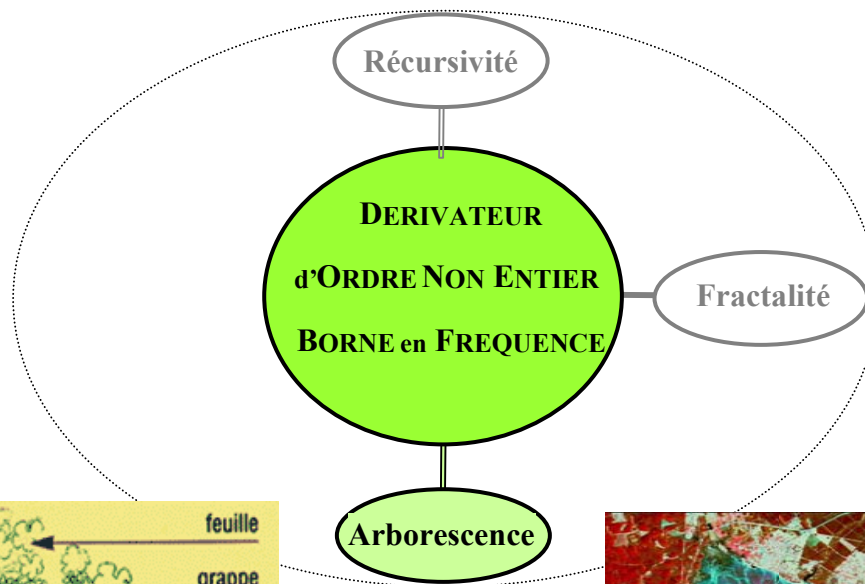 Récursivité
DERIVATEUR
d'ORDRE NON ENTIER
BORNE en FREQUENCE
Fractalité
Arborescence
feuille
grappe